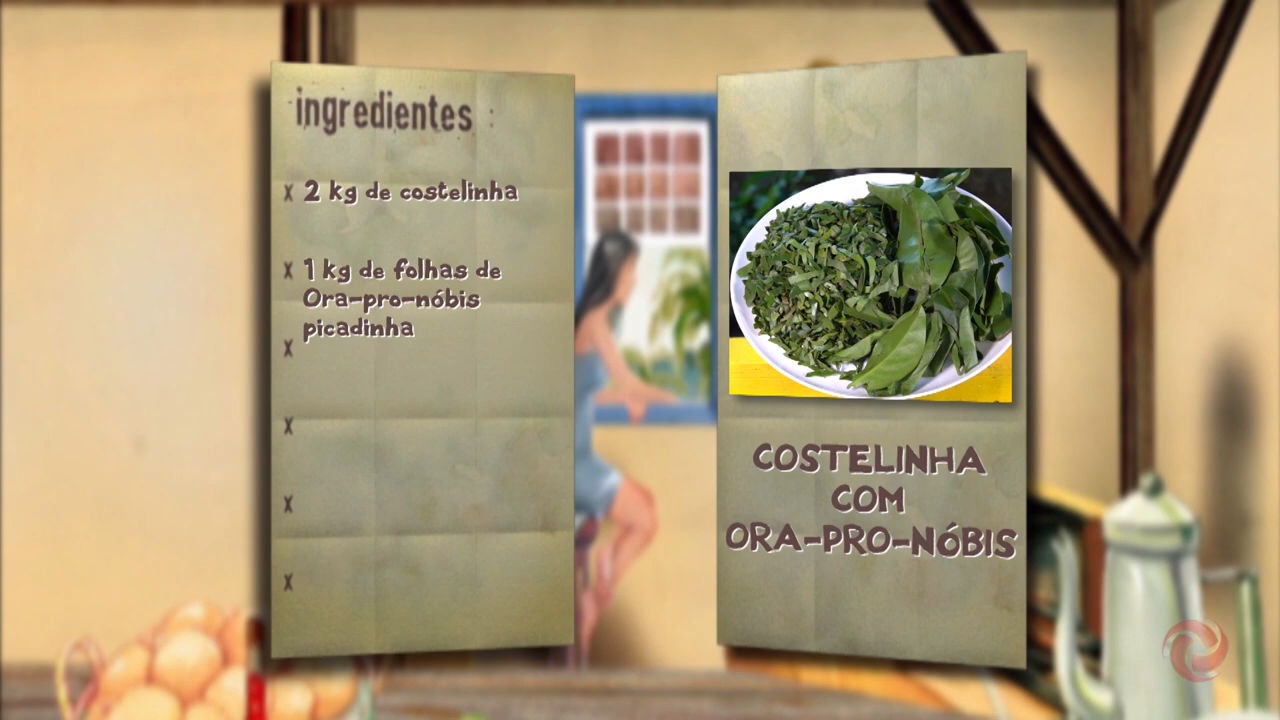 ingredientes :
x 2 kg de costelinha
x 1 kg de folhas de
Ora-pro-nóbis
picadinha
x
x
x
x
COSTELINHA
COM
ORA-PRO-NÓBIS